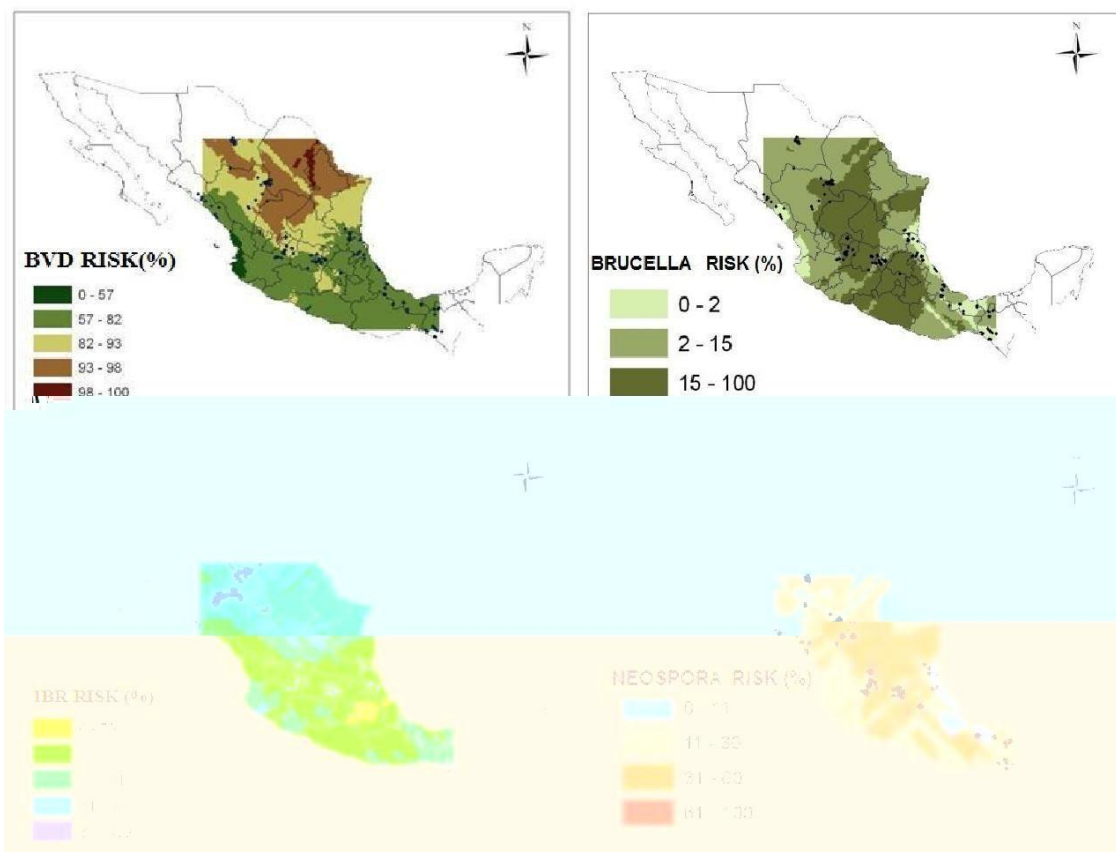 N
N
BVD RISK(%)
0 - 57
57 - 82
82 - 93
93 - 98
98 - 100
BRUCELLA RISK (%)
0 - 2
2 - 15
15 - 100
IBR RISK (%)
NEOSPORA RISK (%)
0 - 11
11 - 30
31 - 60
61 - 100